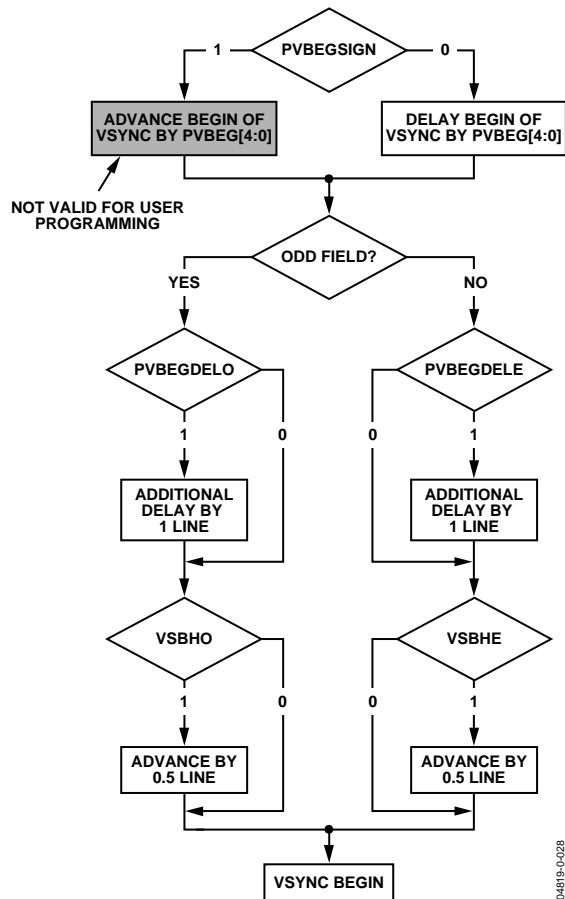 PVBEGSIGN
1
0
ADVANCE BEGIN OF
VSYNC BY PVBEG[4:0]
DELAY BEGIN OF
VSYNC BY PVBEG[4:0]
NOT VALID FOR USER
PROGRAMMING
ODD FIELD?
YES
NO
PVBEGDELO
PVBEGDELE
1
0
0
1
ADDITIONAL
DELAY BY
1 LINE
ADDITIONAL
DELAY BY
1 LINE
VSBHO
VSBHE
1
0
0
1
ADVANCE BY
0.5 LINE
ADVANCE BY
0.5 LINE
VSYNC BEGIN
04819-0-028